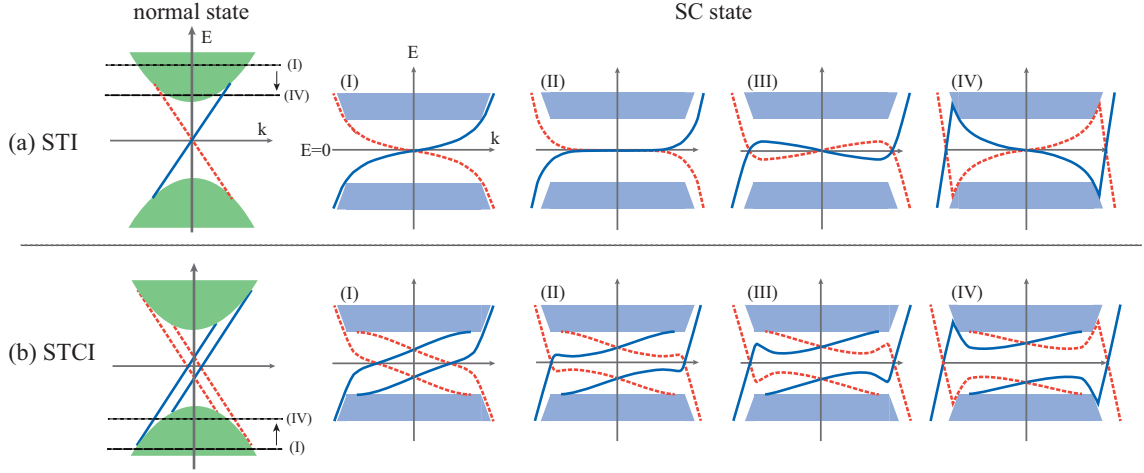 normal state
SC state
E
(I)
(IV)
k
(a) STI
E
(I)
(II)
(III)
(IV)
E=0
k
(b) STCI
(IV)
(I)
(I)
(II)
(III)
(IV)